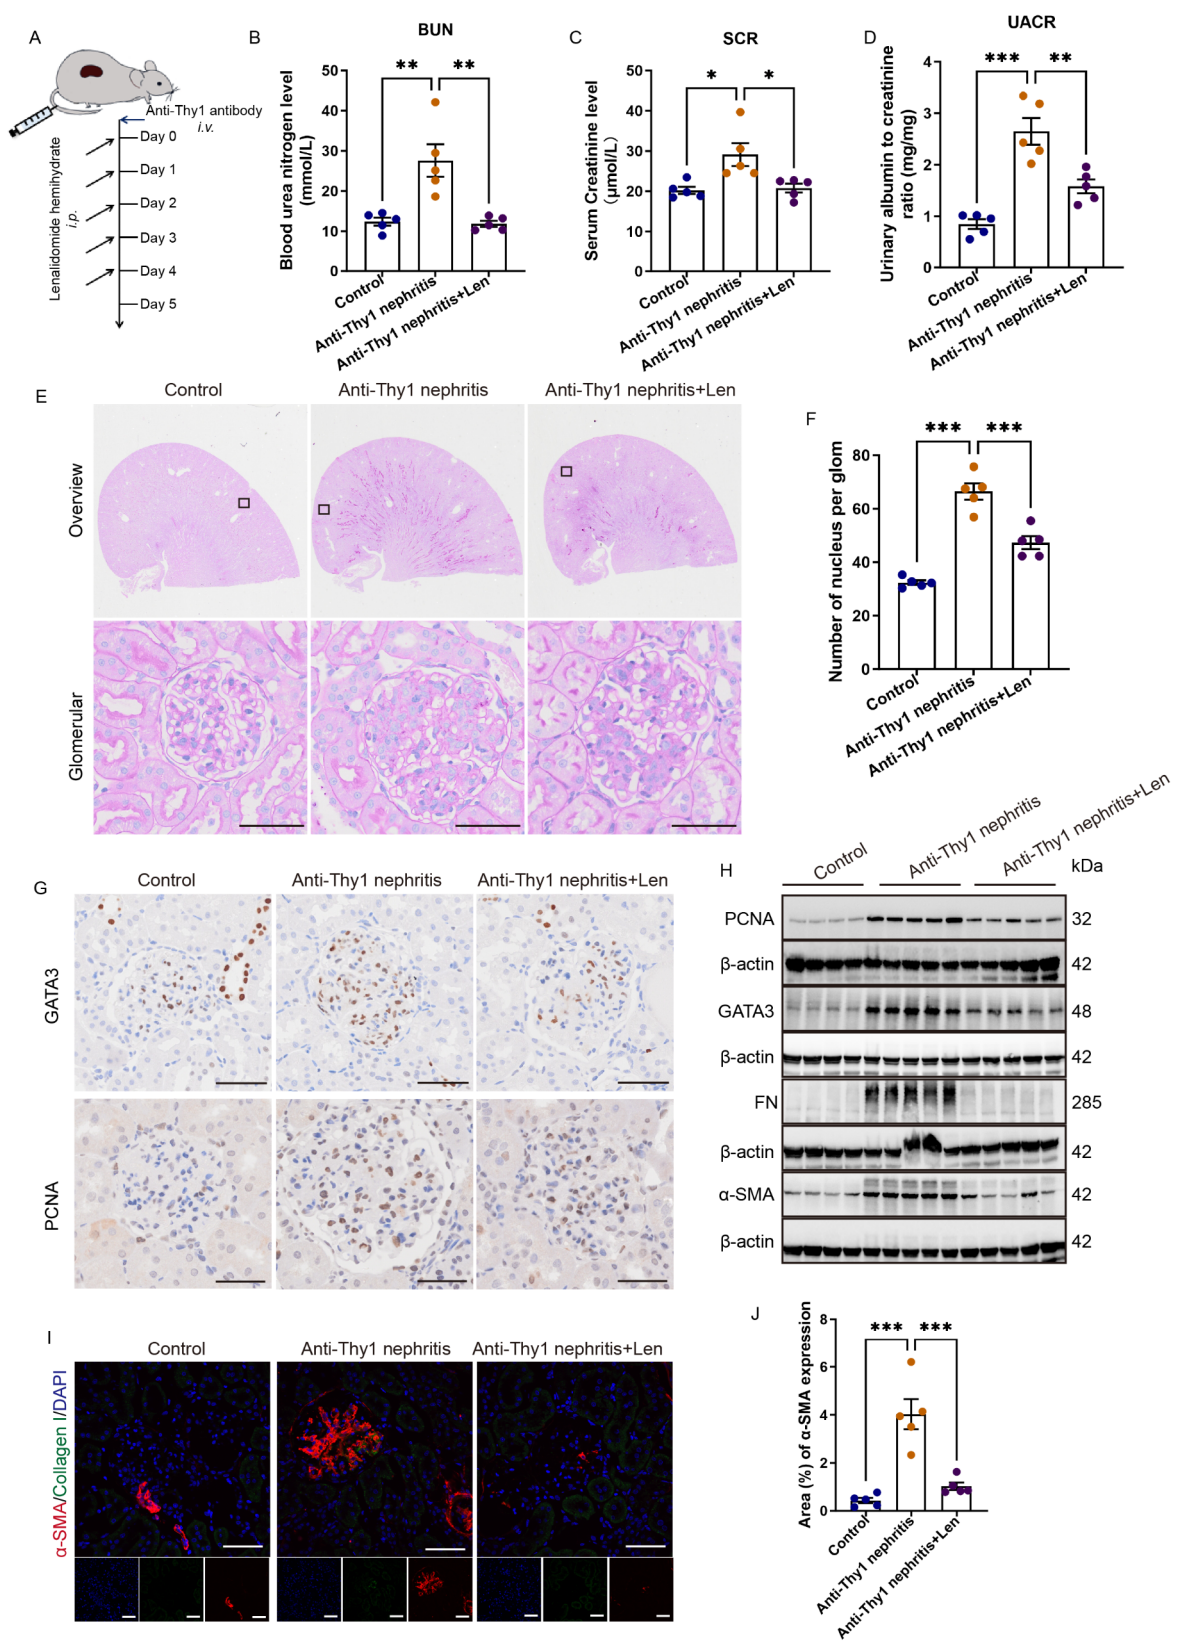 A
Anti-Thy1 antibody
i.v.
Lenalidomide hemihydrate
i.p.
Day 0
Day 1
Day 2
Day 3
Day 4
Day 5
B
BUN
Blood urea nitrogen level
(mmol/L)
50
40
30
20
10
0
** **
Control
Anti-Thy1 nephritis
Anti-Thy1 nephritis+Len
C
SCR
Serum Creatinine level
(μmol/L)
50
40
30
20
10
0
* *
Control
Anti-Thy1 nephritis
Anti-Thy1 nephritis+Len
D
UACR
Urinary albumin to creatinine
ratio (mg/mg)
4
3
2
1
0
*** **
Control
Anti-Thy1 nephritis
Anti-Thy1 nephritis+Len
E
Control Anti-Thy1 nephritis Anti-Thy1 nephritis+Len
Overview
Glomerular
F
Number of nucleus per glom
80
60
40
20
0
*** ***
Control
Anti-Thy1 nephritis
Anti-Thy1 nephritis+Len
G
Control Anti-Thy1 nephritis Anti-Thy1 nephritis+Len
GATA3
PCNA
H
Control Anti-Thy1 nephritis Anti-Thy1 nephritis+Len kDa
PCNA 32
β-actin 42
GATA3 48
β-actin 42
FN 285
β-actin 42
α-SMA 42
β-actin 42
I
Control Anti-Thy1 nephritis Anti-Thy1 nephritis+Len
α-SMA/Collagen I/DAPI
J
Area (%) of α-SMA expression
8
6
4
2
0
*** ***
Control
Anti-Thy1 nephritis
Anti-Thy1 nephritis+Len